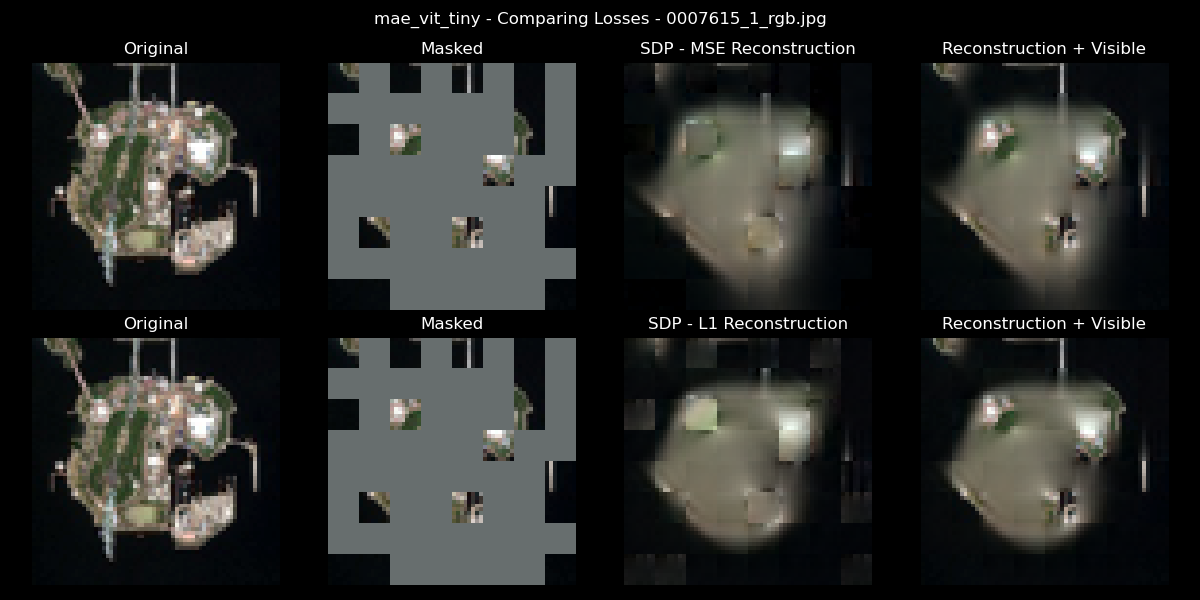 mae_vit_tiny - Comparing Losses - 0007615_1_rgb.jpg
Original
Masked
SDP - MSE Reconstruction
Reconstruction + Visible
Original
Masked
SDP - L1 Reconstruction
Reconstruction + Visible